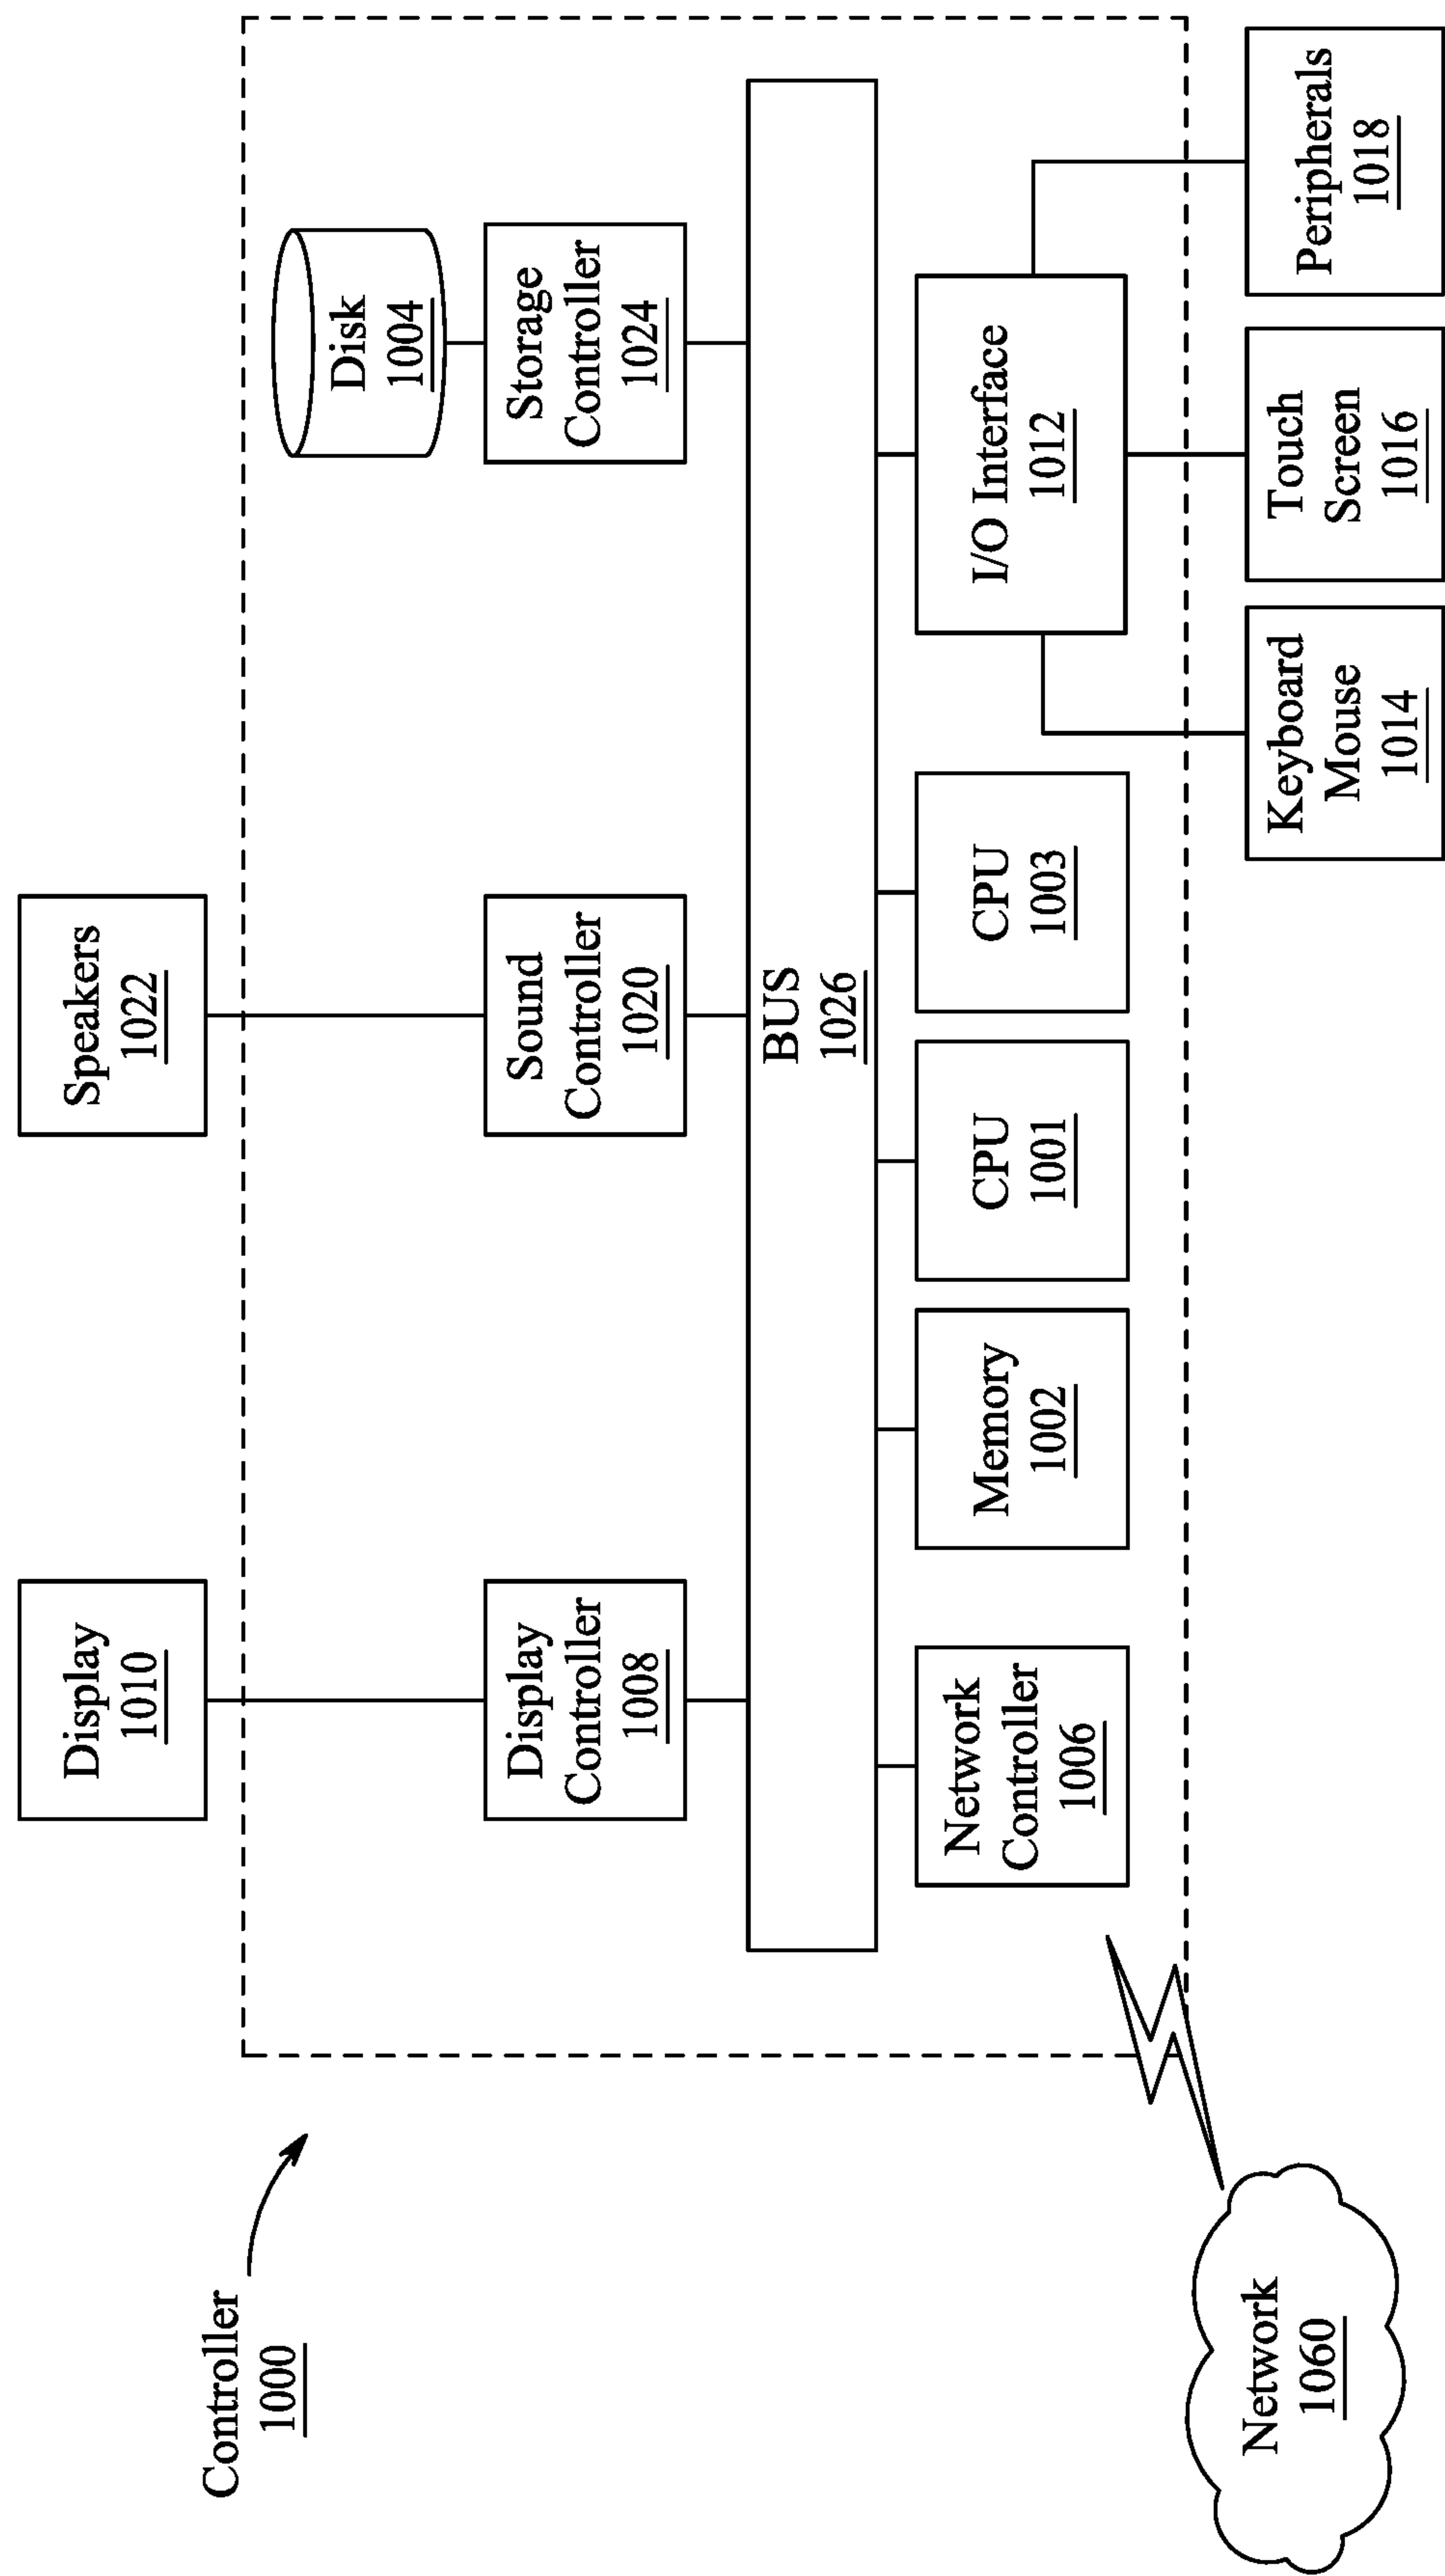 Controller
1000
Display
1010
Speakers
1022
Disk
1004
Display
Controller
1008
Sound
Controller
1020
Storage
Controller
1024
BUS
1026
Network
Controller
1006
Memory
1002
CPU
1001
CPU
1003
I/O Interface
1012
Network
1060
Keyboard
Mouse
1014
Touch
Screen
1016
Peripherals
1018